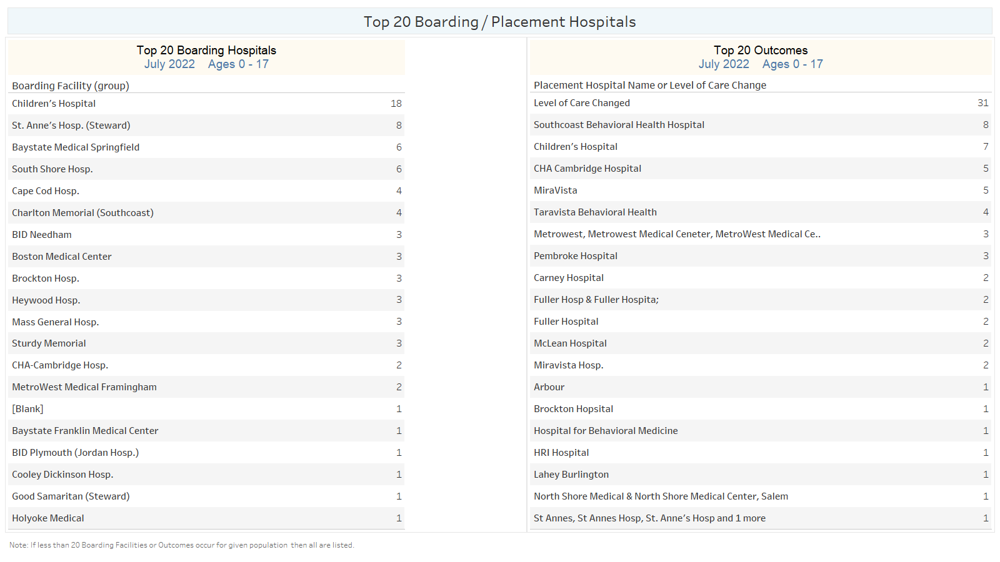 Top 20 Boarding / Placement Hospitals
Top 20 Boarding Hospitals
July 2022 Ages 0 - 17
Boarding Facility (group)
Children's Hospital 18
St. Anne's Hosp. (Steward) 8
Baystate Medical Springfield 6
South Shore Hosp. 6
Cape Cod Hosp. 4
Charlton Memorial (Southcoast) 4
BID Needham 3
Boston Medical Center 3
Brockton Hosp. 3
Heywood Hosp. 3
Mass General Hosp. 3
Sturdy Memorial 3
CHA-Cambridge Hosp. 2
MetroWest Medical Framingham 2
[Blank] 1
Baystate Franklin Medical Center 1
BID Plymouth (Jordan Hosp.) 1
Cooley Dickinson Hosp. 1
Good Samaritan (Steward) 1
Holyoke Medical 1
Top 20 Outcomes
July 2022 Ages 0 - 17
Placement Hospital Name or Level of Care Change
Level of Care Changed 31
Southcoast Behavioral Health Hospital 8
Children's Hospital 7
CHA Cambridge Hospital 5
MiraVista 5
Taravista Behavioral Health 4
Metrowest, Metrowest Medical Ceneter, MetroWest Medical Ce.. 3
Pembroke Hospital 3
Carney Hospital 2
Fuller Hosp & Fuller Hospita; 2
Fuller Hospital 2
McLean Hospital 2
Miravista Hosp. 2
Arbour 1
Brockton Hopsital 1
Hospital for Behavioral Medicine 1
HRI Hospital 1
Lahey Burlington 1
North Shore Medical & North Shore Medical Center, Salem 1
St Annes, St Annes Hosp, St. Anne's Hosp and 1 more 1
Note: If less than 20 Boarding Facilities or Outcomes occur for given population then all are listed.